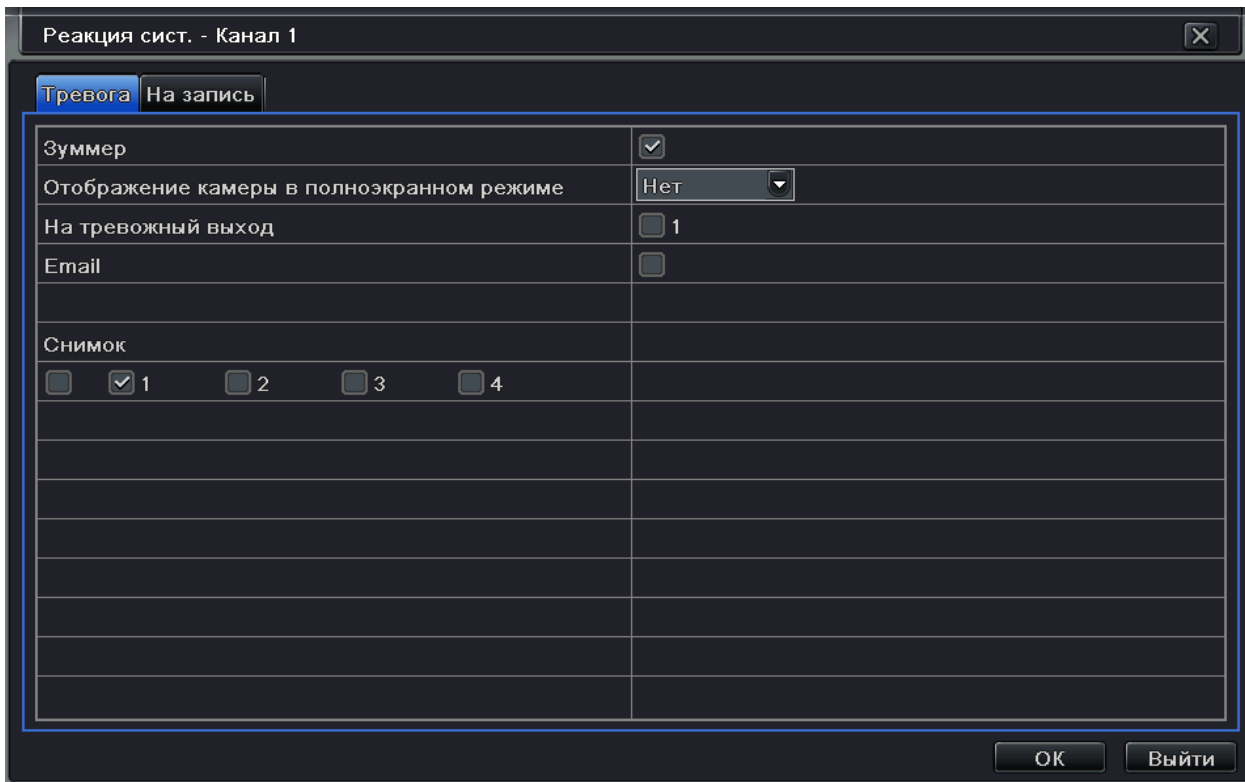 Реакция сист. - Канал 1
Тревога На запись
Зуммер
Отображение камеры в полноэкранном режиме Нет
На тревожный выход 1
Email
Снимок
1 2 3 4
ОК Выйти